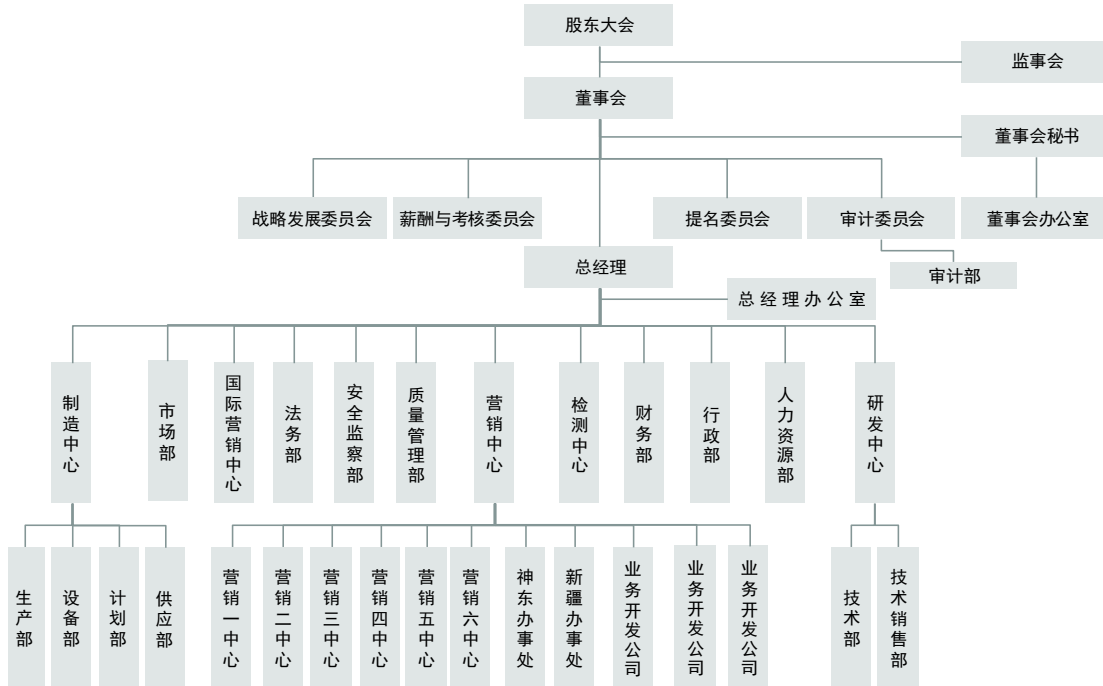 股东大会
监事会
董事会
董事会秘书
战略发展委员会
薪酬与考核委员会
提名委员会
审计委员会
董事会办公室
总经理
审计部
总经理办公室
制造中心
市场部
国际营销中心
法务部
安全监察部
质量管理部
营销中心
检测中心
财务部
行政部
人力资源部
研发中心
生产部
设备部
计划部
供应部
营销一中心
营销二中心
营销三中心
营销四中心
营销五中心
营销六中心
神东办事处
新疆办事处
业务开发公司
业务开发公司
业务开发公司
技术部
技术销售部